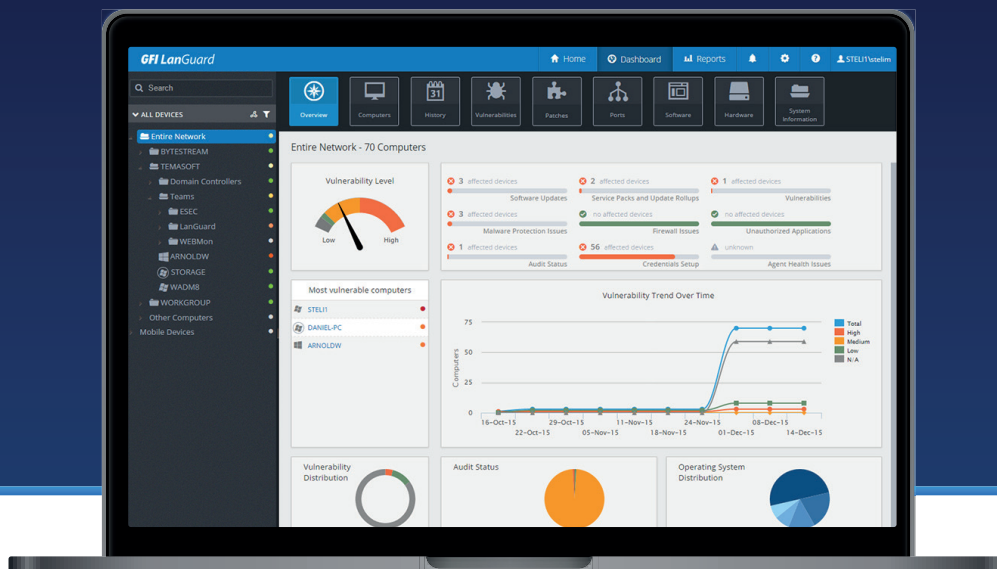 GFI LanGuard
Home
Dashboard
Reports
STELI1\stelim
Search
ALL DEVICES
31
Overview
Computers
History
Vulnerabilities
Patches
Ports
Software
Hardware
System
Information
Entire Network
BYTESTREAM
TEMASOFT
Domain Controllers
Teams
ESEC
LanGuard
WEBMon
ARNOLDW
STORAGE
WADM8
WORKGROUP
Other Computers
Mobile Devices
Entire Network - 70 Computers
Vulnerability Level
Low
High
3 affected devices
Software Updates
2 affected devices
Service Packs and Update Rollups
1 affected devices
Vulnerabilities
3 affected devices
Malware Protection Issues
no affected devices
Firewall Issues
no affected devices
Unauthorized Applications
1 affected devices
Audit Status
56 affected devices
Credentials Setup
unknown
Agent Health Issues
Most vulnerable computers
STELI1
DANIEL-PC
ARNOLDW
Vulnerability Trend Over Time
Computers
75
50
25
0
16-Oct-15
22-Oct-15
29-Oct-15
05-Nov-15
11-Nov-15
18-Nov-15
24-Nov-15
01-Dec-15
08-Dec-15
14-Dec-15
Total
High
Medium
Low
N/A
Vulnerability
Distribution
Audit Status
Operating System
Distribution